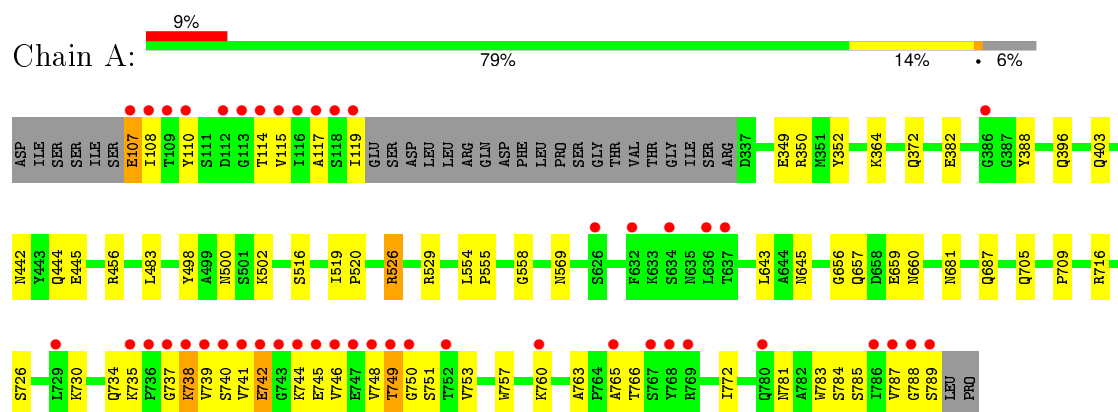 9%
Chain A:
79% 14% • 6%
ASP ILE SER SER ILE SER E107 I108 T109 Y110 S111 D112 G113 T114 V115 I116 A117 S118 I119 GLU SER ASP LEU LEU ARG GLN ASP PHE LEU PRO SER GLY THR VAL THR GLY ILE SER ARG D337 E349 R350 M351 Y352 K364 Q372 E382 G386 G387 Y388 Q396 Q403
N442 Y443 Q444 E445 R456 L483 Y498 A499 N500 S501 K502 S516 I519 P520 R526 R529 L554 P555 G558 N569 S626 F632 K633 S634 N635 L636 T637 L643 A644 N645 G656 Q657 D658 E659 N660 N681 Q687 Q705 P709 R716
S726 L729 K730 Q734 K735 P736 G737 K738 V739 S740 V741 E742 G743 K744 E745 V746 E747 V748 T749 G750 S751 T752 V753 W757 K760 A763 P764 A765 T766 S767 Y768 R769 I772 Q780 N781 A782 W783 S784 S785 I786 V787 G788 S789 LEU PRO